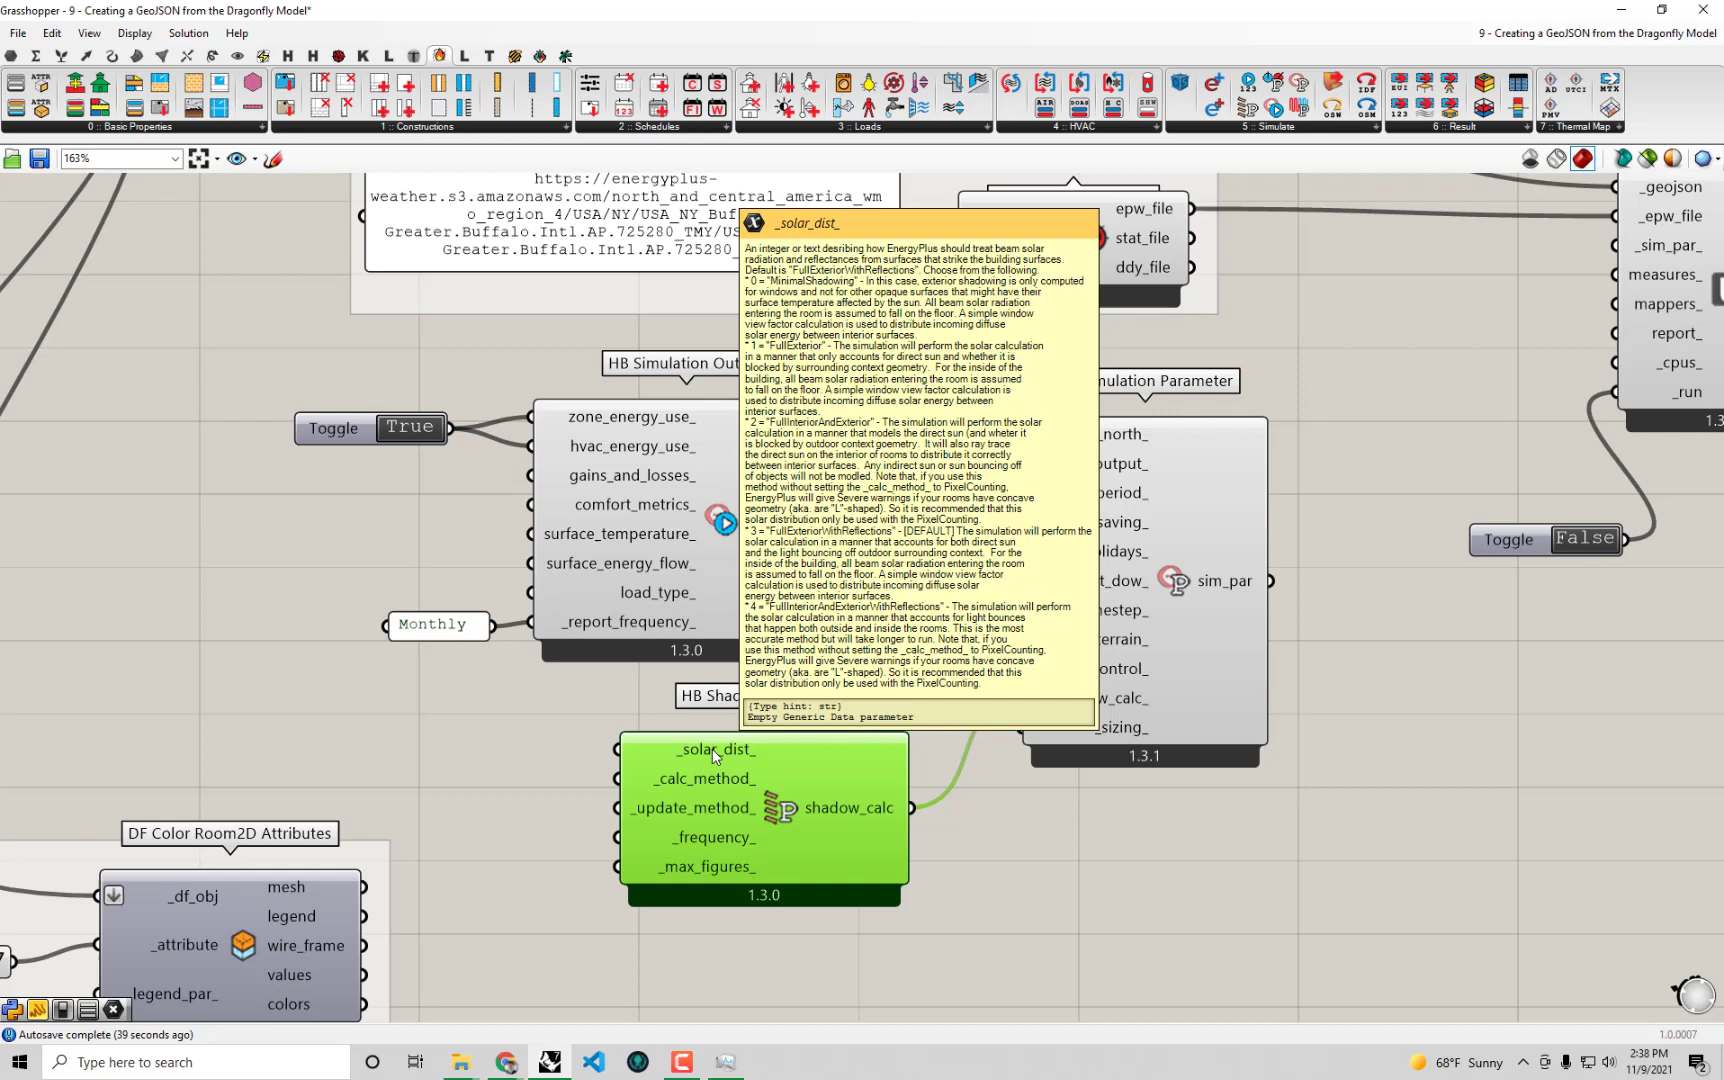 Grasshopper - 9 - Creating a GeoJSON from the Dragonfly Model*
File Edit View Display Solution Help
9 - Creating a GeoJSON from the Dragonfly Model
0 :: Basic Properties
1 :: Constructions
2 :: Schedules
3 :: Loads
4 :: HVAC
5 :: Simulate
6 :: Result
7 :: Thermal Map
163%
https://energyplus-
weather.s3.amazonaws.com/north_and_central_america_wm
o_region_4/USA/NY/USA_NY_Buf
Greater.Buffalo.Intl.AP.725280_TMY/US
Greater.Buffalo.Intl.AP.725280_
epw_file
stat_file
ddy_file
_geojson
_epw_file
_sim_par_
measures_
mappers_
report_
_cpus_
_run
1.3
_solar_dist_
An integer or text desribing how EnergyPlus should treat beam solar
radiation and reflectances from surfaces that strike the building surfaces.
Default is "FullExteriorWithReflections". Choose from the following.
* 0 = "MinimalShadowing" - In this case, exterior shadowing is only computed
for windows and not for other opaque surfaces that might have their
surface temperature affected by the sun. All beam solar radiation
entering the room is assumed to fall on the floor. A simple window
view factor calculation is used to distribute incoming diffuse
solar energy between interior surfaces.
* 1 = "FullExterior" - The simulation will perform the solar calculation
in a manner that only accounts for direct sun and whether it is
blocked by surrounding context geometry. For the inside of the
building, all beam solar radiation entering the room is assumed
to fall on the floor. A simple window view factor calculation is
used to distribute incoming diffuse solar energy between
interior surfaces.
* 2 = "FullInteriorAndExterior" - The simulation will perform the solar
calculation in a manner that models the direct sun (and wheter it
is blocked by outdoor context goemetry. It will also ray trace
the direct sun on the interior of rooms to distribute it correctly
between interior surfaces. Any indirect sun or sun bouncing off
of objects will not be modled. Note that, if you use this
method without setting the _calc_method_ to PixelCounting,
EnergyPlus will give Severe warnings if your rooms have concave
geometry (aka. are "L"-shaped). So it is recommended that this
solar distribution only be used with the PixelCounting.
* 3 = "FullExteriorWithReflections" - [DEFAULT] The simulation will perform the
solar calculation in a manner that accounts for both direct sun
and the light bouncing off outdoor surrounding context. For the
inside of the building, all beam solar radiation entering the room
is assumed to fall on the floor. A simple window view factor
calculation is used to distribute incoming diffuse solar
energy between interior surfaces.
* 4 = "FullInteriorAndExteriorWithReflections" - The simulation will perform
the solar calculation in a manner that accounts for light bounces
that happen both outside and inside the rooms. This is the most
accurate method but will take longer to run. Note that, if you
use this method without setting the _calc_method_ to PixelCounting,
EnergyPlus will give Severe warnings if your rooms have concave
geometry (aka. are "L"-shaped). So it is recommended that this
solar distribution only be used with the PixelCounting.
{Type hint: str}
Empty Generic Data parameter
HB Simulation Out
Toggle True
zone_energy_use_
hvac_energy_use_
gains_and_losses_
comfort_metrics_
surface_temperature_
surface_energy_flow_
load_type_
_report_frequency_
1.3.0
Monthly
mulation Parameter
_north_
output_
period_
saving_
lidays_
t_dow_
nestep_
terrain_
ontrol_
w_calc_
sizing_
sim_par
1.3.1
Toggle False
HB Shad
_solar_dist_
_calc_method_
_update_method_
_frequency_
_max_figures_
shadow_calc
1.3.0
DF Color Room2D Attributes
_df_obj
_attribute
legend_par_
mesh
legend
wire_frame
values
colors
Autosave complete (39 seconds ago)
1.0.0007
Type here to search
68°F Sunny
2:38 PM
11/9/2021